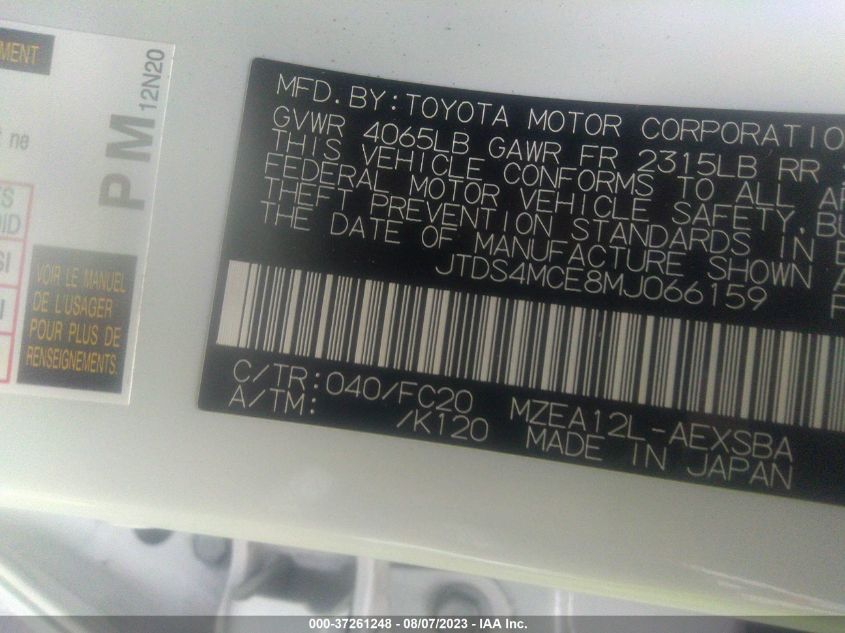 MENT
t ne
PM 12N20
S
OID
SI
I
VOIR LE MANUEL
DE L'USAGER
POUR PLUS DE
RENSEIGNEMENTS.
MFD.BY:TOYOTA MOTOR CORPORATIO
GVWR 4065LB GAWR FR 2315LB RR
THIS VEHICLE CONFORMS TO ALL AP
FEDERAL MOTOR VEHICLE SAFETY,BU
THEFT PREVENTION STANDARDS IN E
THE DATE OF MANUFACTURE SHOWN A
JTDS4MCE8MJ066159
C/TR:040/FC20 MZEA12L-AEXSBA
A/TM: /K120 MADE IN JAPAN
000-37261248 - 08/07/2023 - IAA Inc.